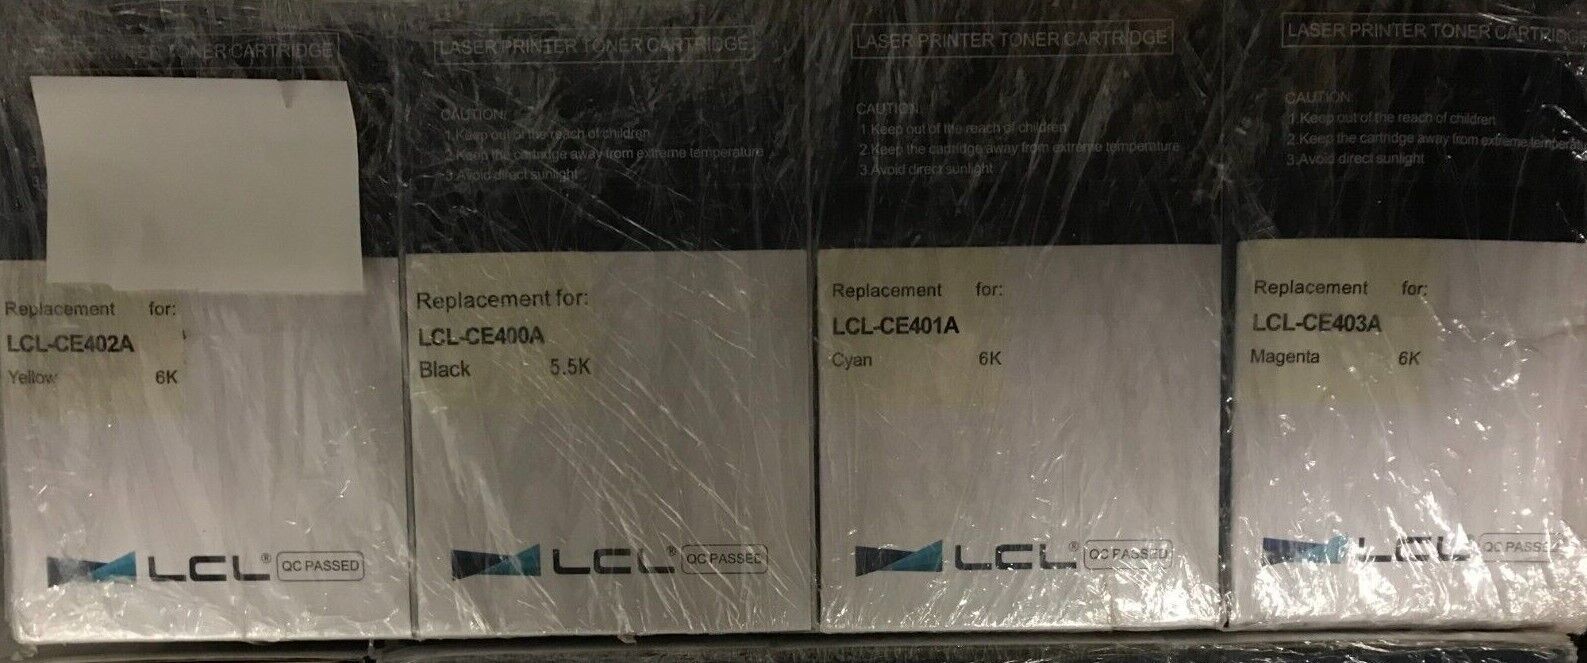 LASER PRINTER TONER CARTRIDGE
Replacement for:
LCL-CE402A
Yellow 6K
LCL® QC PASSED
LASER PRINTER TONER CARTRIDGE
CAUTION:
1.Keep out of the reach of children
2.Keep the cartridge away from extreme temperature
3.Avoid direct sunlight
Replacement for:
LCL-CE400A
Black 5.5K
LCL® QC PASSED
LASER PRINTER TONER CARTRIDGE
CAUTION:
1.Keep out of the reach of children
2.Keep the cartridge away from extreme temperature
3.Avoid direct sunlight
Replacement for:
LCL-CE401A
Cyan 6K
LCL® QC PASSED
LASER PRINTER TONER CARTRIDGE
CAUTION:
1.Keep out of the reach of children
2.Keep the cartridge away from extreme temperatu
3.Avoid direct sunlight
Replacement for:
LCL-CE403A
Magenta 6K
LCL® QC PASSED